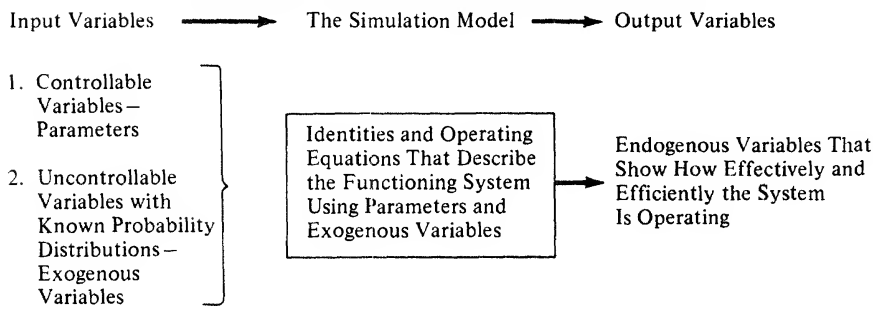 Input Variables
The Simulation Model
Output Variables
1. Controllable
Variables—
Parameters
2. Uncontrollable
Variables with
Known Probability
Distributions—
Exogenous
Variables
Identities and Operating
Equations That Describe
the Functioning System
Using Parameters and
Exogenous Variables
Endogenous Variables That
Show How Effectively and
Efficiently the System
Is Operating